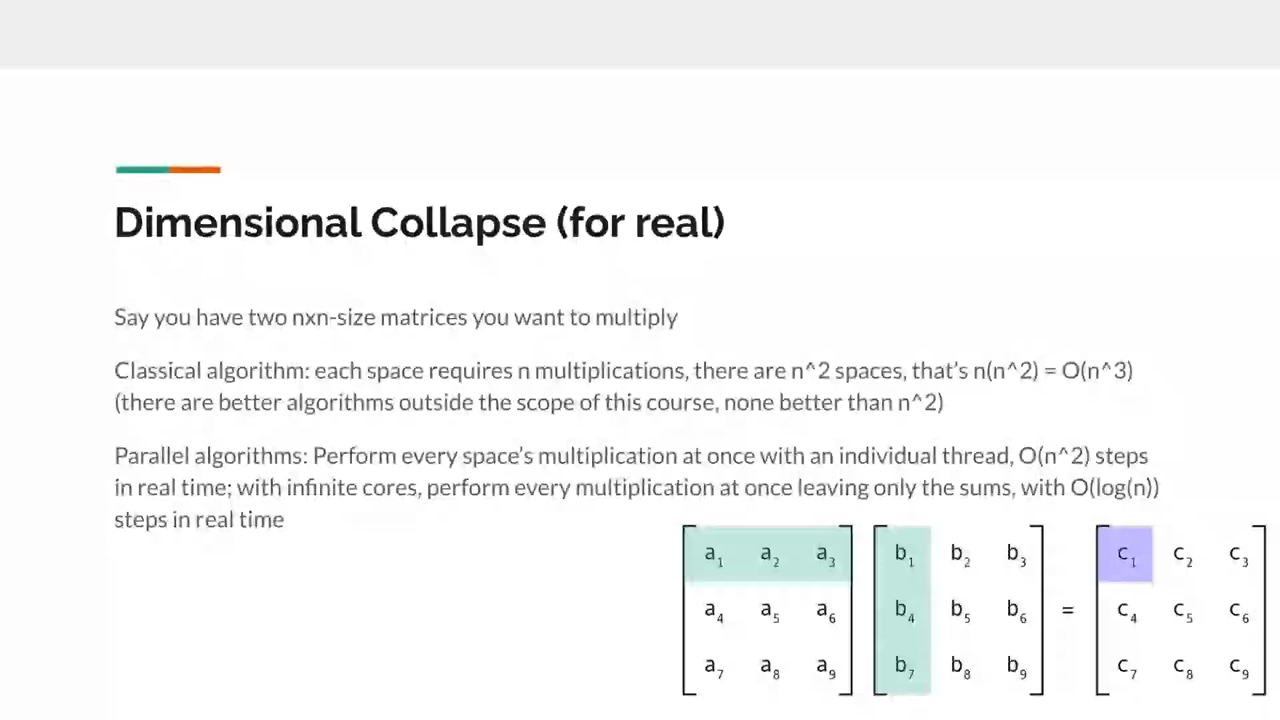 Dimensional Collapse (for real)
Say you have two nxn-size matrices you want to multiply
Classical algorithm: each space requires n multiplications, there are n^2 spaces, that's n(n^2) = O(n^3)
(there are better algorithms outside the scope of this course, none better than n^2)
Parallel algorithms: Perform every space's multiplication at once with an individual thread, O(n^2) steps
in real time; with infinite cores, perform every multiplication at once leaving only the sums, with O(log(n))
steps in real time
a₁ a₂ a₃ b₁ b₂ b₃ c₁ c₂ c₃
a₄ a₅ a₆ b₄ b₅ b₆ = c₄ c₅ c₆
a₇ a₈ a₉ b₇ b₈ b₉ c₇ c₈ c₉